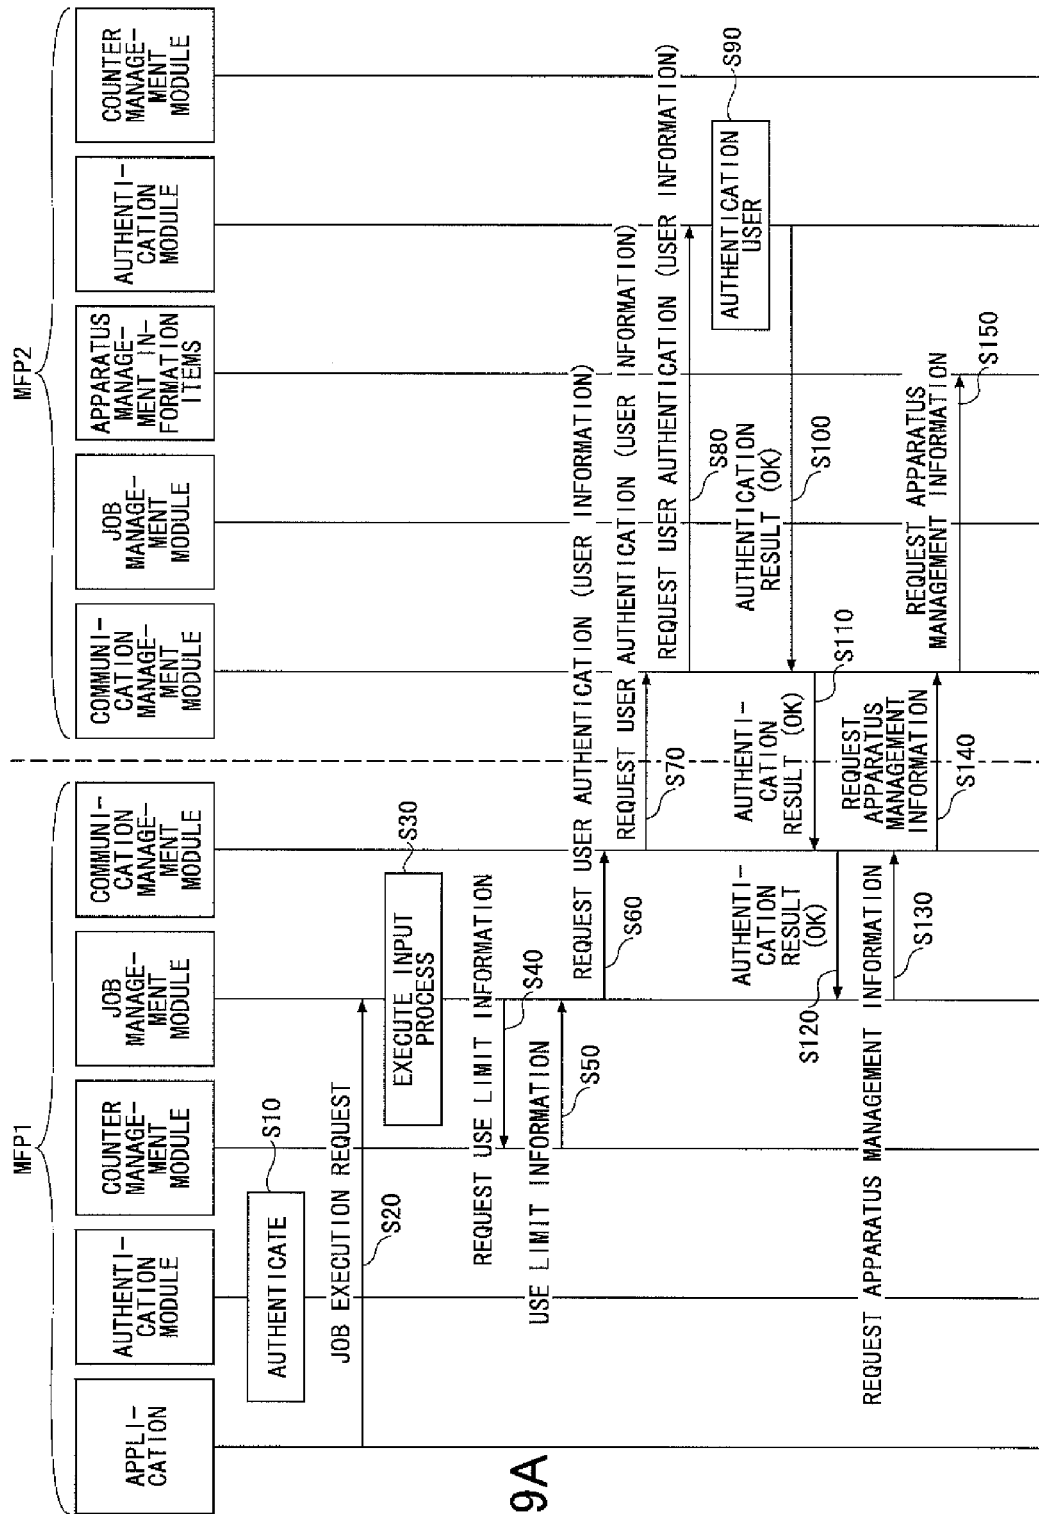 MFP1
MFP2
APPLI-
CATION
AUTHENTI-
CATION
MODULE
COUNTER
MANAGE-
MENT
MODULE
JOB
MANAGE-
MENT
MODULE
COMMUNI-
CATION
MANAGE-
MENT
MODULE
COMMUNI-
CATION
MANAGE-
MENT
MODULE
JOB
MANAGE-
MENT
MODULE
APPARATUS
MANAGE-
MENT IN-
FORMATION
ITEMS
AUTHENTI-
CATION
MODULE
COUNTER
MANAGE-
MENT
MODULE
AUTHENTICATE
S10
JOB EXECUTION REQUEST
S20
EXECUTE INPUT
PROCESS
S30
REQUEST USE LIMIT INFORMATION
S40
USE LIMIT INFORMATION
S50
REQUEST USER AUTHENTICATION (USER INFORMATION)
S60
REQUEST USER AUTHENTICATION (USER INFORMATION)
S70
REQUEST USER AUTHENTICATION (USER INFORMATION)
S80
AUTHENTICATION
USER
S90
AUTHENTICATION
RESULT (OK)
S100
AUTHENTI-
CATION
RESULT (OK)
S110
AUTHENTI-
CATION
RESULT
(OK)
S120
REQUEST APPARATUS MANAGEMENT INFORMATION
S130
REQUEST
APPARATUS
MANAGEMENT
INFORMATION
S140
REQUEST APPARATUS
MANAGEMENT INFORMATION
S150
9A